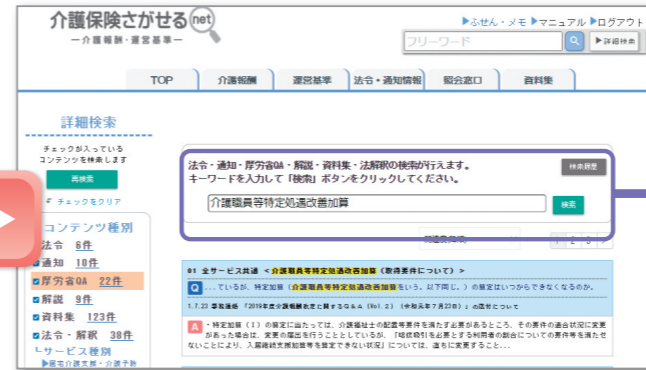 介護保険さがせる net
ー介護報酬・運営基準ー
▶ふせん・メモ ▶マニュアル ▶ログアウト
フリーワード
▶詳細検索
TOP 介護報酬 運営基準 法令・通知情報 照会窓口 資料集
詳細検索
チェックが入っている
コンテンツを検索します
再検索
チェックをクリア
コンテンツ種別
法令 6件
通知 10件
厚労省QA 22件
解説 9件
資料集 123件
法令・解釈 38件
└サービス種別
▶居宅介護支援・介護予防
法令・通知・厚労省QA・解説・資料集・法解釈の検索が行えます。
キーワードを入力して「検索」ボタンをクリックしてください。
検索履歴
介護職員等特定処遇改善加算
検索
1 2 3 >
01 全サービス共通 <介護職員等特定処遇改善加算(取得要件について)>
Q ...ているが、特定加算(介護職員等特定処遇改善加算をいう。以下同じ。)の算定はいつからできなくなるのか。
1.7.23 事務連絡 「2019年度介護報酬改定に関するQ&A(Vol.2)(令和元年7月23日)」の送付について
A ・特定加算(Ⅰ)の算定に当たっては、介護福祉士の配置等要件を満たす必要があるところ、その要件の適合状況に変更
があった場合は、変更の届出を行うこととしているが、「喀痰吸引を必要とする利用者の割合についての要件等を満たせ
ないことにより、入居継続支援加算等を算定できない状況」については、直ちに変更すること...